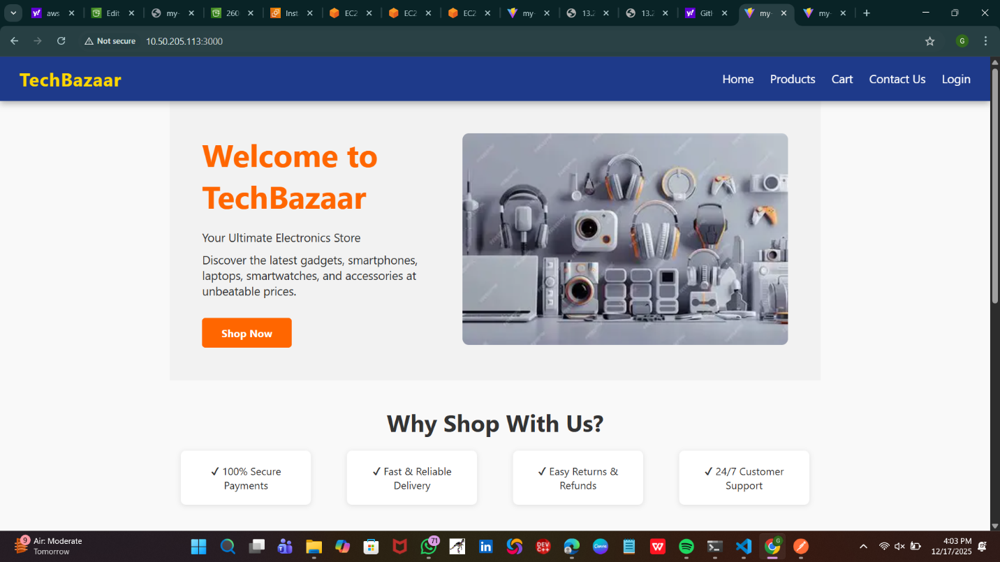 aws
Edit
my-
260
Inst
EC2
EC2
EC2
my-
13.2
13.2
Gitl
my-
my-
Not secure
10.50.205.113:3000
G
TechBazaar
Home
Products
Cart
Contact Us
Login
Welcome to
TechBazaar
Your Ultimate Electronics Store
Discover the latest gadgets, smartphones,
laptops, smartwatches, and accessories at
unbeatable prices.
Shop Now
Why Shop With Us?
✓ 100% Secure
Payments
✓ Fast & Reliable
Delivery
✓ Easy Returns &
Refunds
✓ 24/7 Customer
Support
9
Air: Moderate
Tomorrow
71
DEV
C++
Canva
G
4:03 PM
12/17/2025